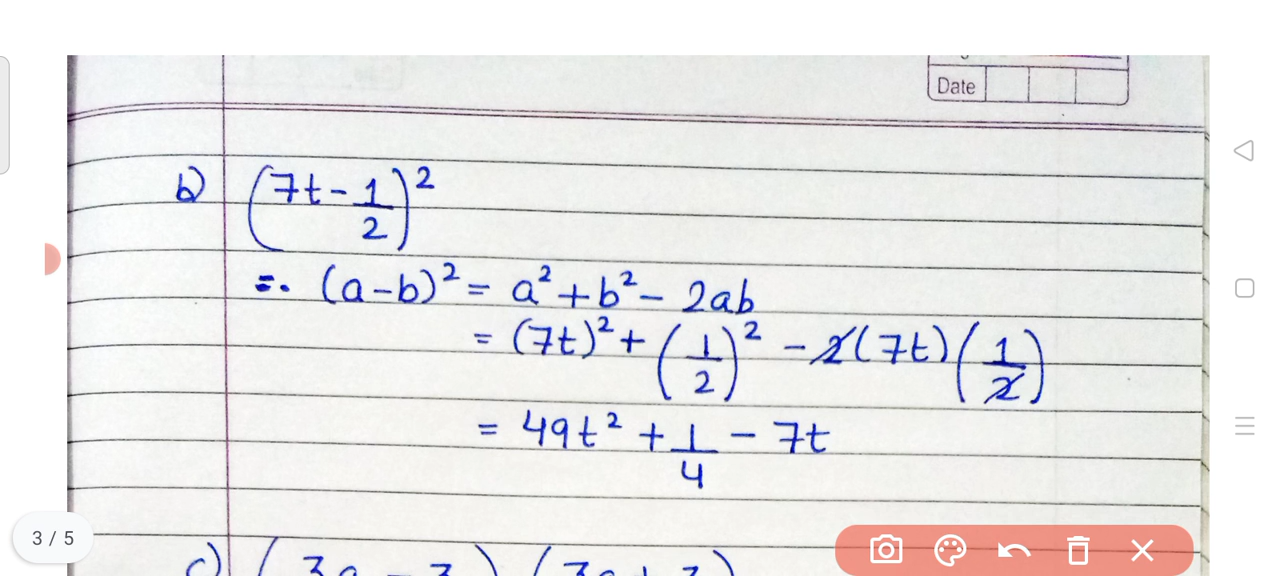 Date
b) (7t - 1/2)²
∴ (a-b)² = a² + b² - 2ab
= (7t)² + (1/2)² - 2(7t)(1/2)
= 49t² + 1/4 - 7t
3 / 5